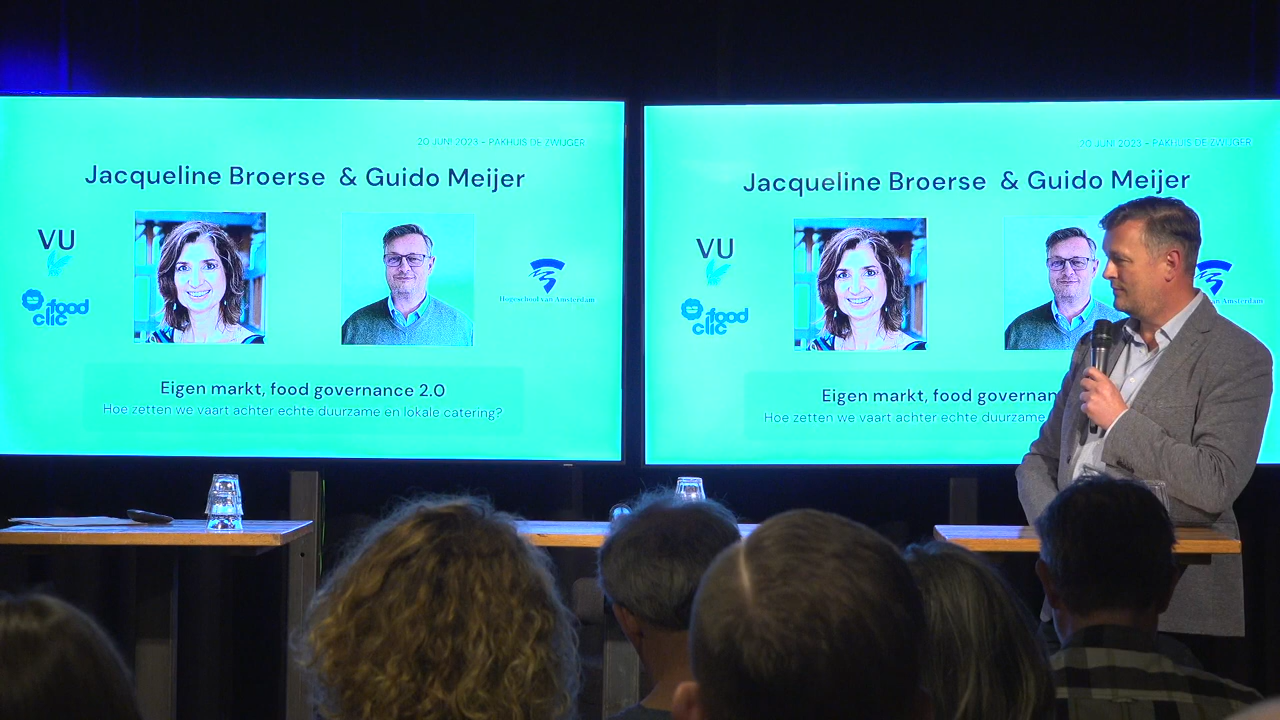 20 JUNI 2023 - PAKHUIS DE ZWIJGER
Jacqueline Broerse & Guido Meijer
VU
food
clic
Hogeschool van Amsterdam
Eigen markt, food governance 2.0
Hoe zetten we vaart achter echte duurzame en lokale catering?
20 JUNI 2023 - PAKHUIS DE ZWIJGER
Jacqueline Broerse & Guido Meijer
VU
food
clic
van Amsterdam
Eigen markt, food governan
Hoe zetten we vaart achter echte duurzame